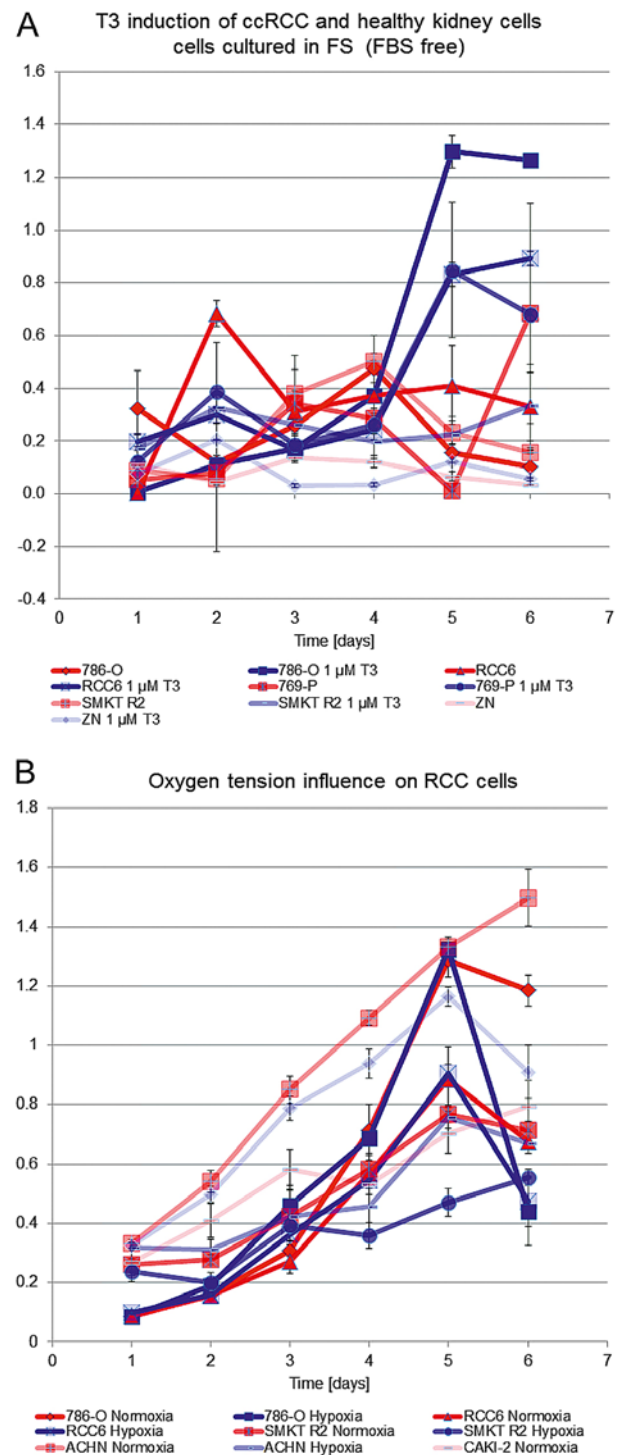 A
T3 induction of ccRCC and healthy kidney cells
cells cultured in FS (FBS free)
1.6
1.4
1.2
1.0
0.8
0.6
0.4
0.2
0.0
-0.2
-0.4
0 1 2 3 4 5 6 7
Time [days]
786-O 786-O 1 µM T3 RCC6
RCC6 1 µM T3 769-P 769-P 1 µM T3
SMKT R2 SMKT R2 1 µM T3 ZN
ZN 1 µM T3
B
Oxygen tension influence on RCC cells
1.8
1.6
1.4
1.2
1
0.8
0.6
0.4
0.2
0
0 1 2 3 4 5 6 7
Time [days]
786-O Normoxia 786-O Hypoxia RCC6 Normoxia
RCC6 Hypoxia SMKT R2 Normoxia SMKT R2 Hypoxia
ACHN Normoxia ACHN Hypoxia CAKI-2 Normoxia